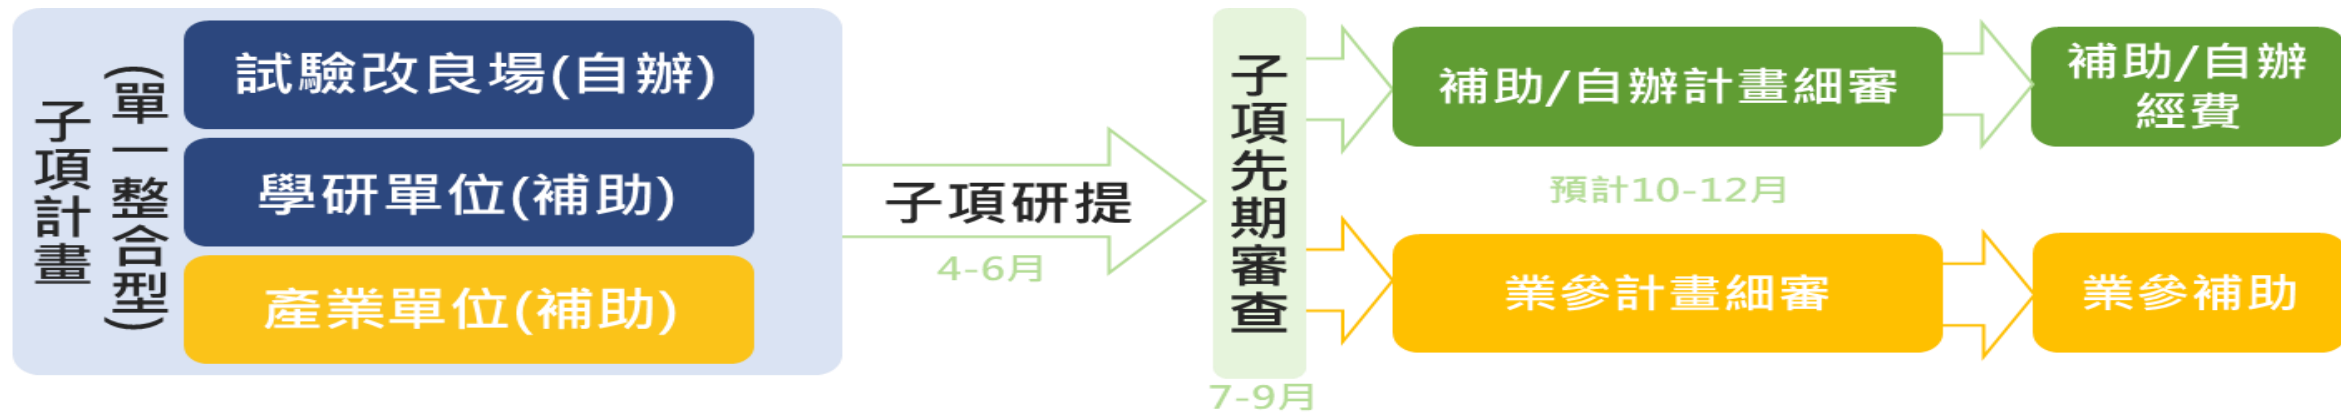 子項計畫
(單一整合型)
試驗改良場(自辦)
學研單位(補助)
產業單位(補助)
子項研提
4-6月
子項先期審查
7-9月
補助/自辦計畫細審
補助/自辦
經費
預計10-12月
業參計畫細審
業參補助